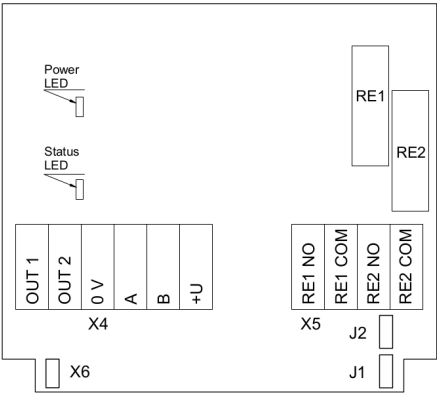 Power
LED
RE1
RE2
Status
LED
OUT 1
OUT 2
0 V
A
B
+U
RE1 NO
RE1 COM
RE2 NO
RE2 COM
X4
X5
J2
X6
J1